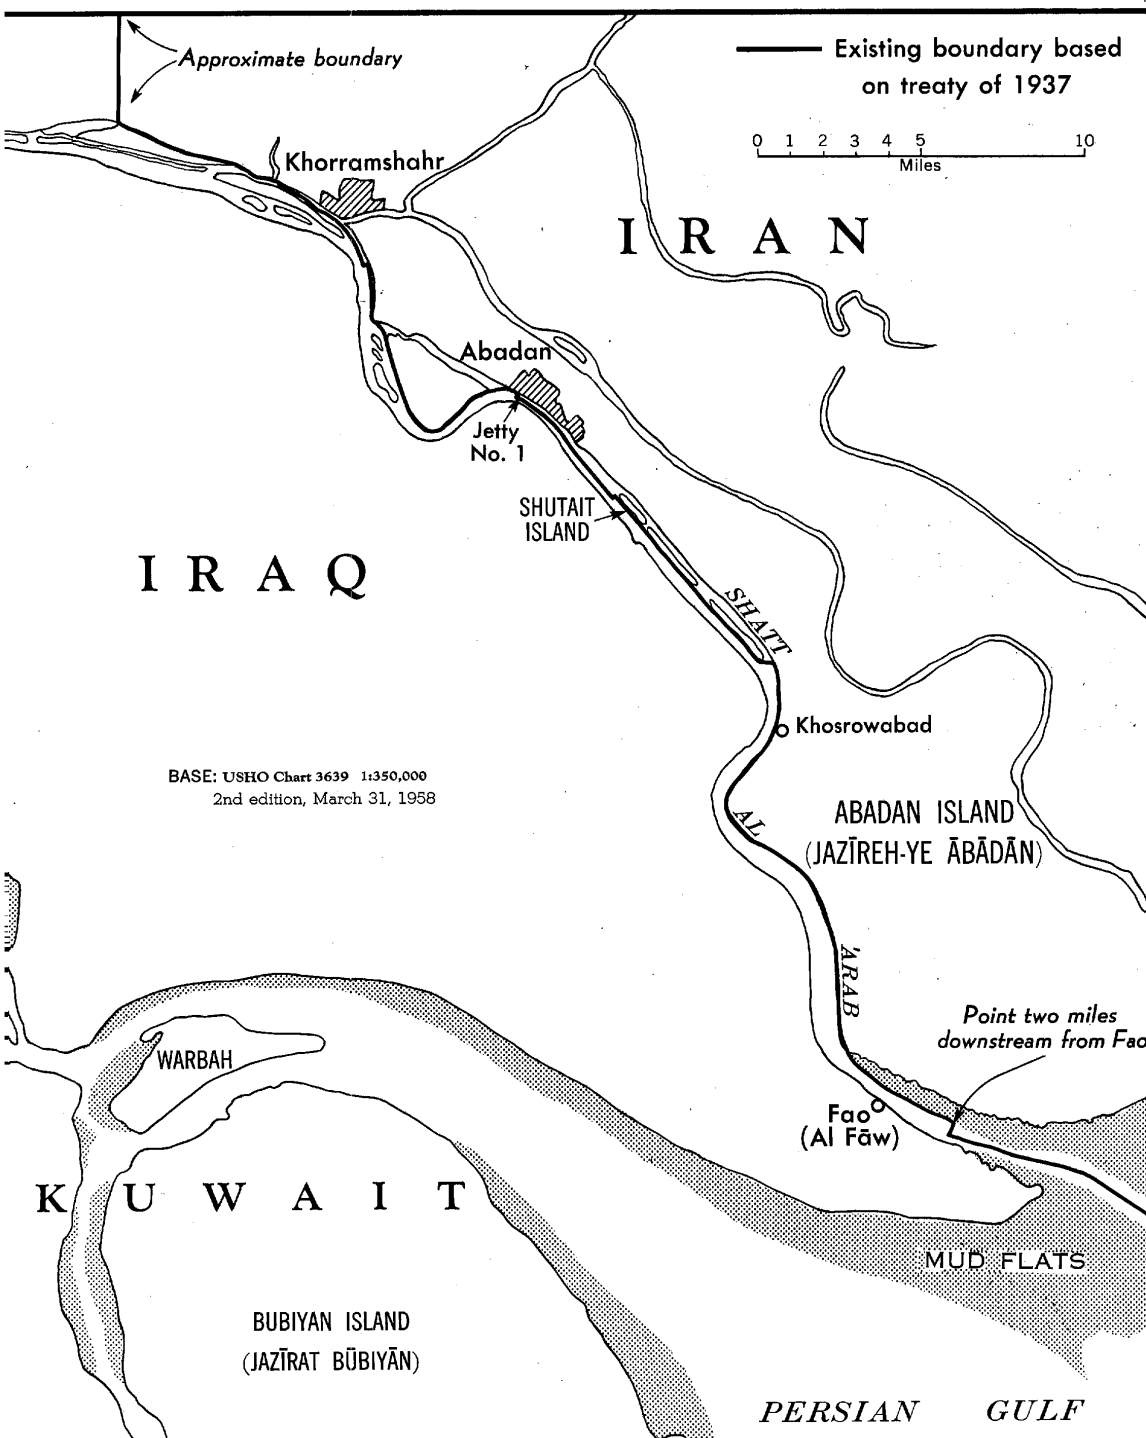 Approximate boundary
Existing boundary based
on treaty of 1937
0 1 2 3 4 5 10
Miles
Khorramshahr
I R A N
Abadan
Jetty
No. 1
SHUTAIT
ISLAND
I R A Q
SHATT
Khosrowabad
BASE: USHO Chart 3639 1:350,000
2nd edition, March 31, 1958
AL
ABADAN ISLAND
(JAZĪREH-YE ĀBĀDĀN)
'ARAB
Point two miles
downstream from Fao
WARBAH
Fao
(Al Fāw)
K U W A I T
MUD FLATS
BUBIYAN ISLAND
(JAZĪRAT BŪBIYĀN)
PERSIAN GULF